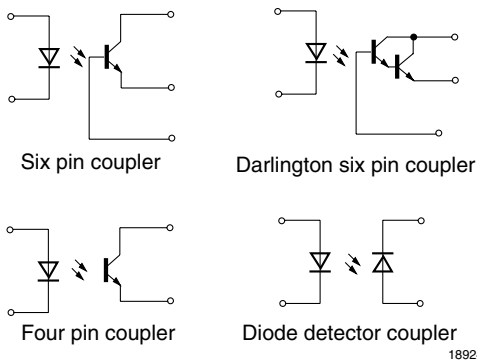 Six pin coupler
Darlington six pin coupler
Four pin coupler
Diode detector coupler
1892